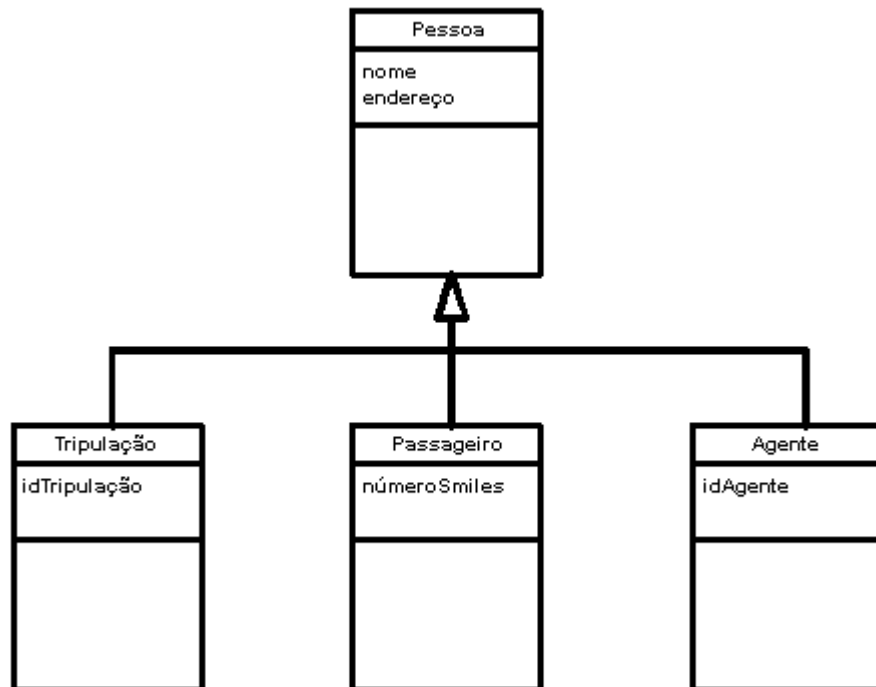 Pessoa
nome
endereço
Tripulação
idTripulação
Passageiro
númeroSmiles
Agente
idAgente